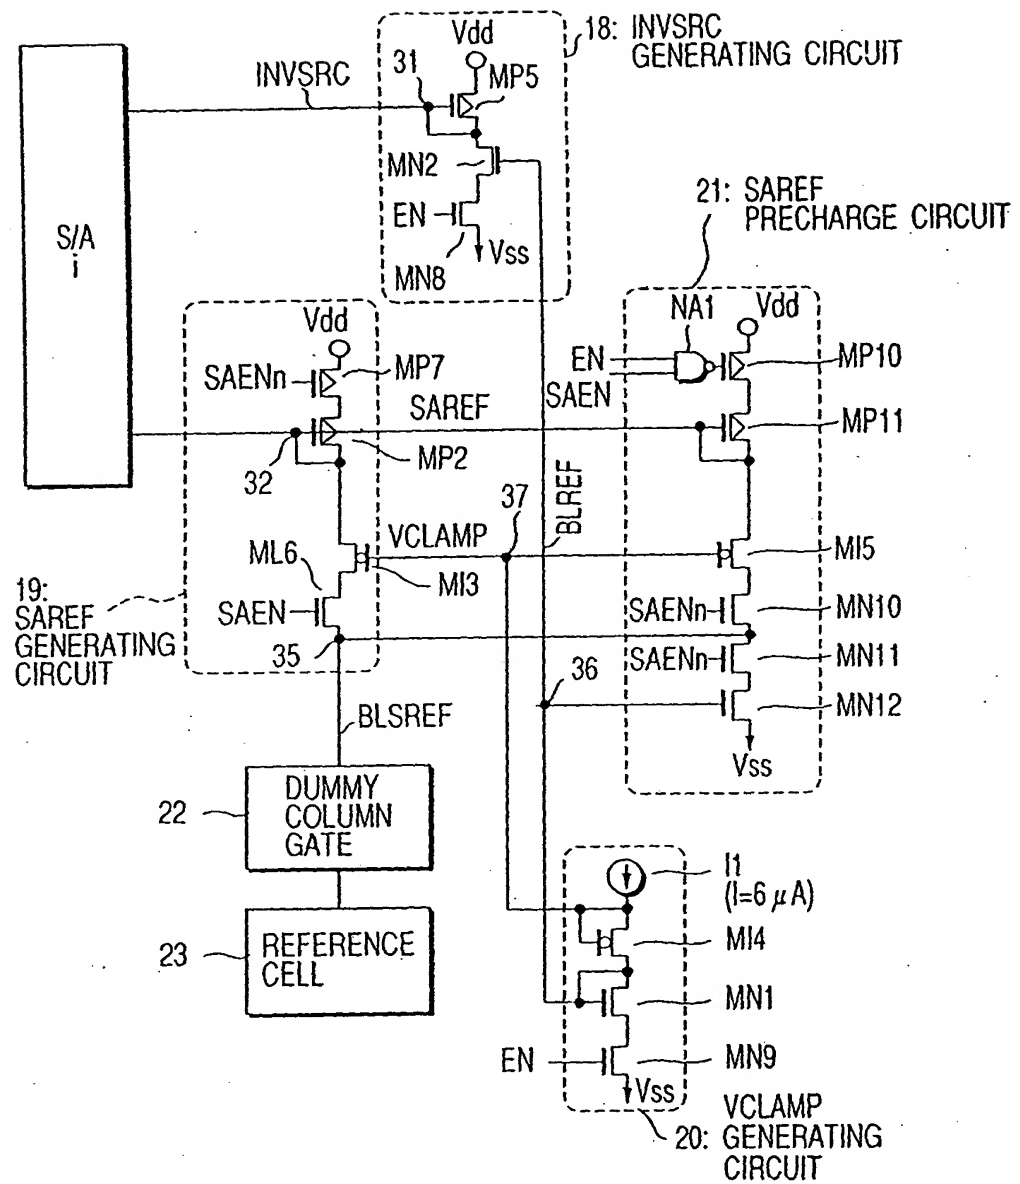 18: INVSRC
GENERATING CIRCUIT
Vdd
31
MP5
INVSRC
MN2
EN
Vss
MN8
S/A
i
21: SAREF
PRECHARGE CIRCUIT
NA1
Vdd
EN
SAEN
MP10
MP11
Vdd
MP7
SAENn
SAREF
MP2
32
BLREF
37
VCLAMP
ML6
MI3
MI5
SAEN
SAENn
MN10
19:
SAREF
GENERATING
CIRCUIT
35
SAENn
MN11
36
MN12
Vss
BLSREF
22
DUMMY
COLUMN
GATE
23
REFERENCE
CELL
I1
(I=6 μA)
MI4
MN1
EN
MN9
Vss
20: VCLAMP
GENERATING
CIRCUIT